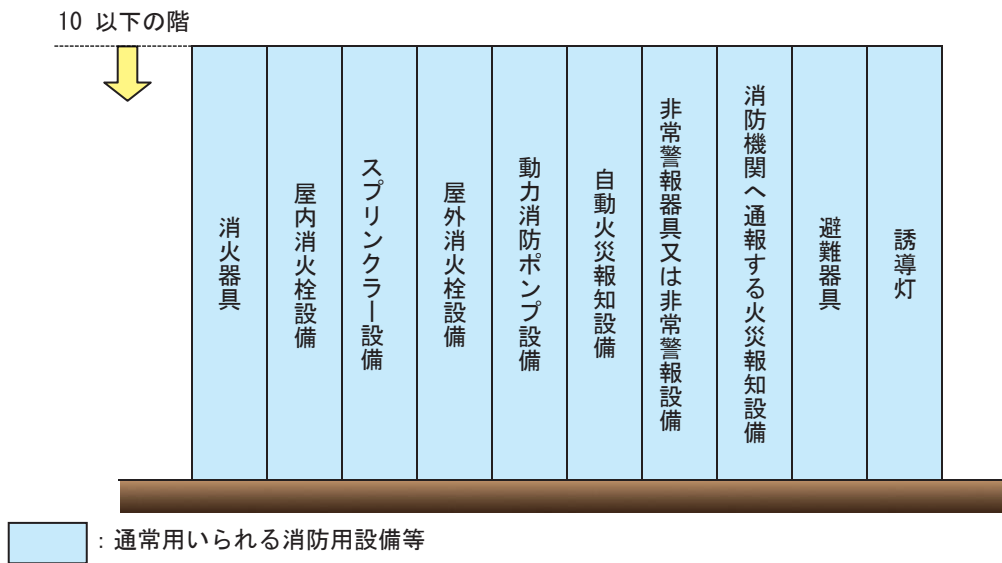 10 以下の階
消火器具
屋内消火栓設備
スプリンクラー設備
屋外消火栓設備
動力消防ポンプ設備
自動火災報知設備
非常警報器具又は非常警報設備
消防機関へ通報する火災報知設備
避難器具
誘導灯
：通常用いられる消防用設備等